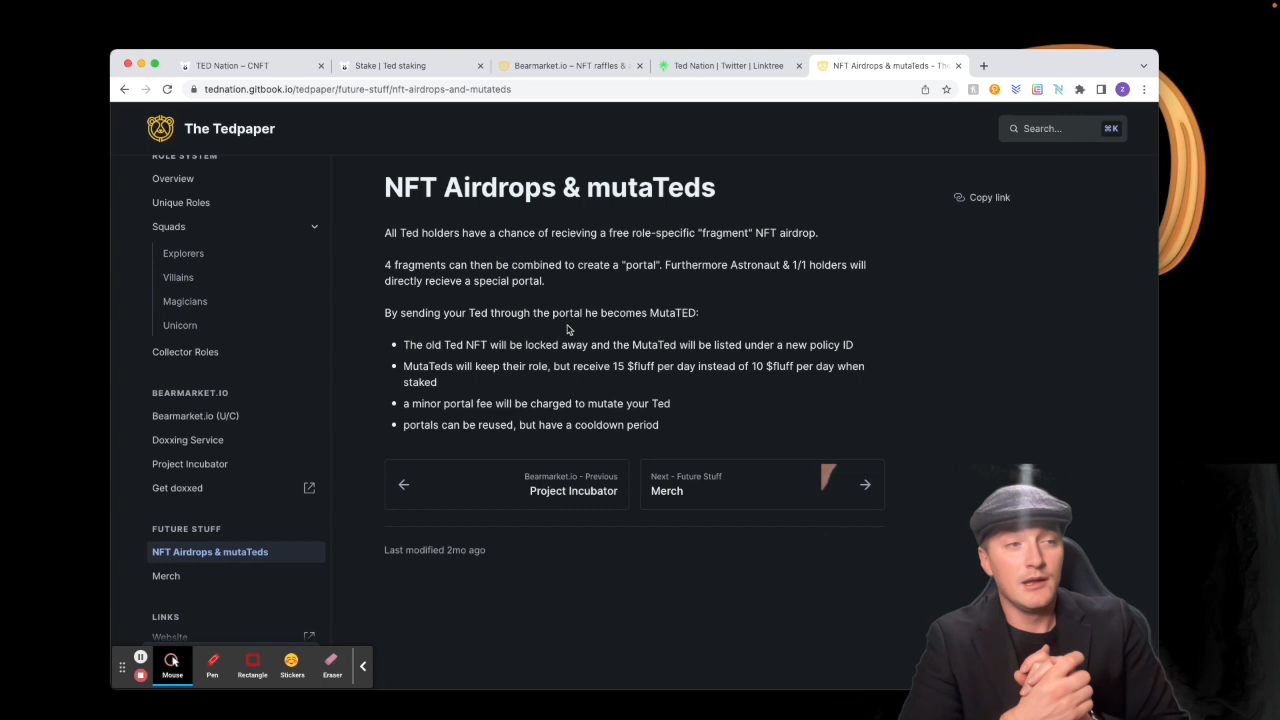 TED Nation – CNFT
Stake | Ted staking
Bearmarket.io – NFT raffles &
Ted Nation | Twitter | Linktree
NFT Airdrops & mutaTeds - The
tednation.gitbook.io/tedpaper/future-stuff/nft-airdrops-and-mutateds
z
The Tedpaper
Search...
⌘K
ROLE SYSTEM
Overview
Unique Roles
Squads
Explorers
Villains
Magicians
Unicorn
Collector Roles
BEARMARKET.IO
Bearmarket.io (U/C)
Doxxing Service
Project Incubator
Get doxxed
FUTURE STUFF
NFT Airdrops & mutaTeds
Merch
LINKS
Website
NFT Airdrops & mutaTeds
Copy link
All Ted holders have a chance of recieving a free role-specific "fragment" NFT airdrop.
4 fragments can then be combined to create a "portal". Furthermore Astronaut & 1/1 holders will
directly recieve a special portal.
By sending your Ted through the portal he becomes MutaTED:
• The old Ted NFT will be locked away and the MutaTed will be listed under a new policy ID
• MutaTeds will keep their role, but receive 15 $fluff per day instead of 10 $fluff per day when
staked
• a minor portal fee will be charged to mutate your Ted
• portals can be reused, but have a cooldown period
Bearmarket.io - Previous
Project Incubator
Next - Future Stuff
Merch
Last modified 2mo ago
Mouse
Pen
Rectangle
Stickers
Eraser